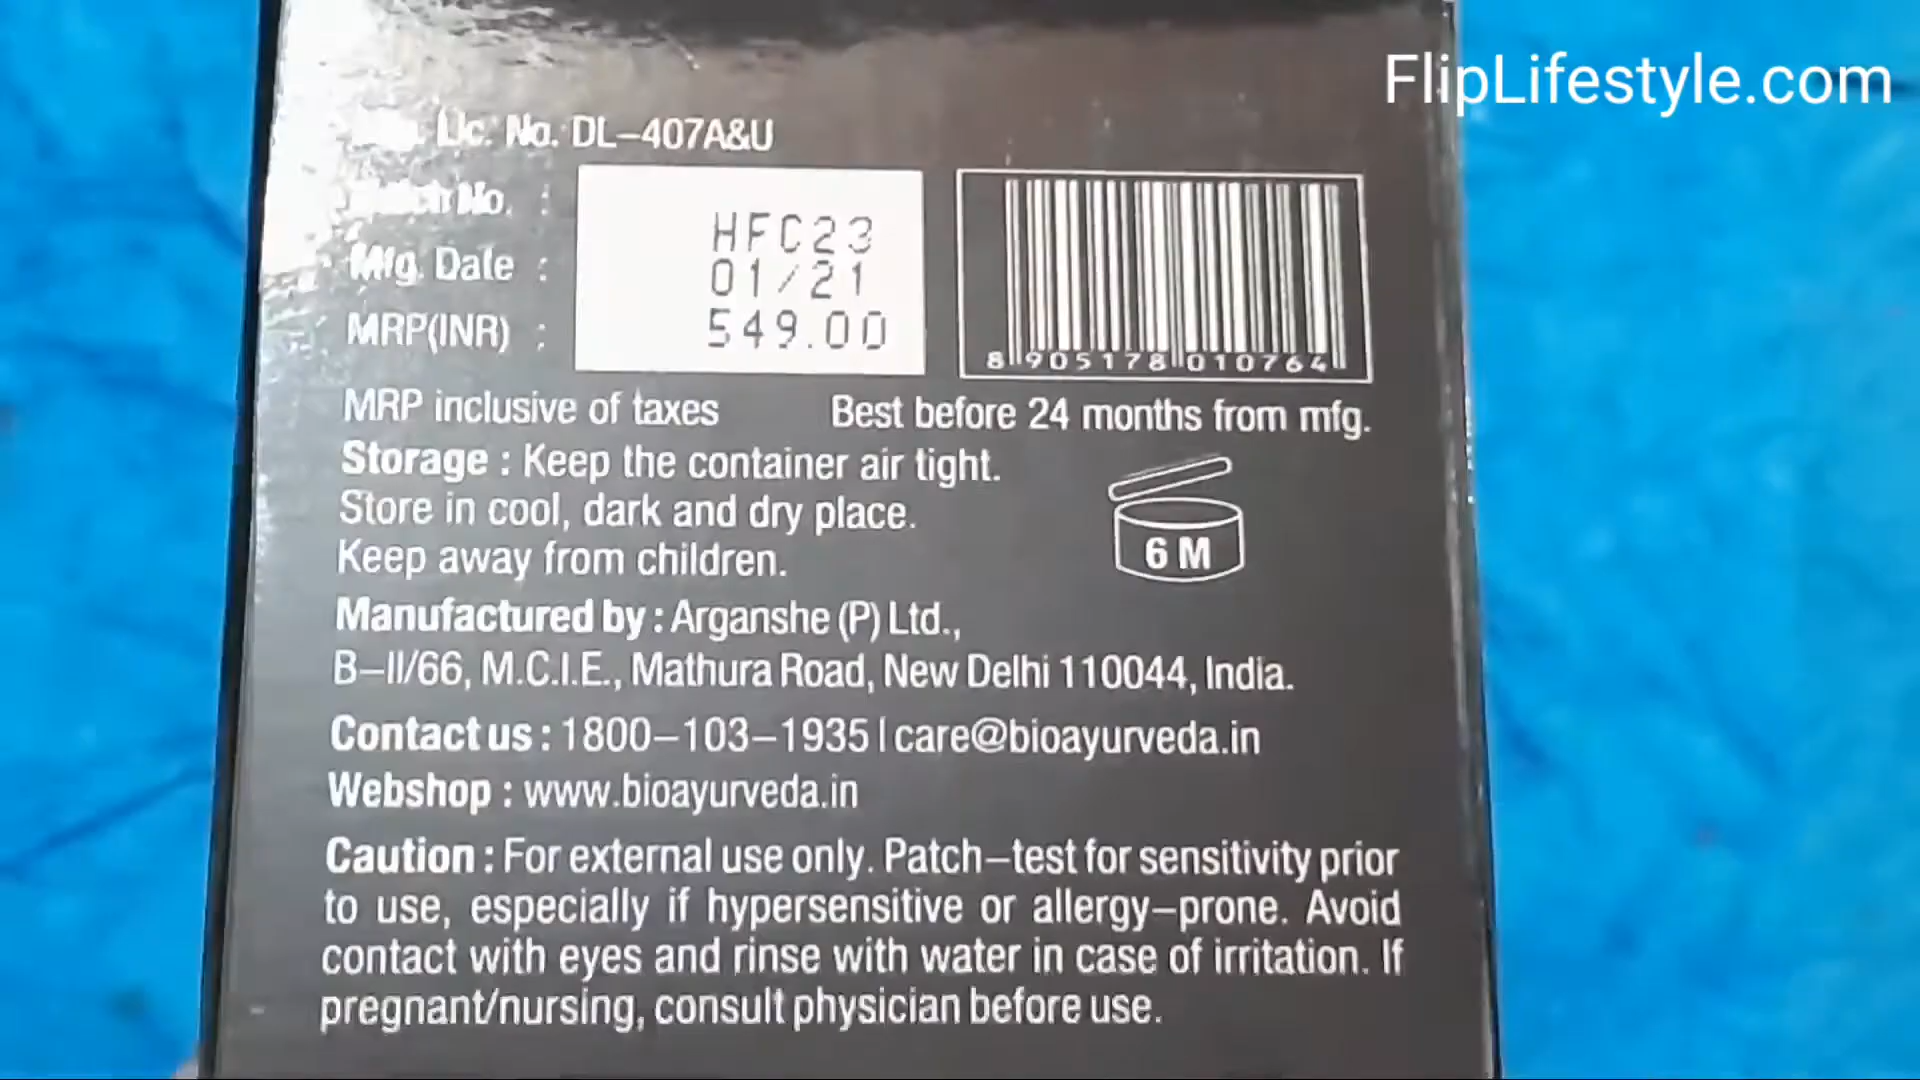 FlipLifestyle.com
Lic. No. DL–407A&U
Batch No. : HFC23
Mfg. Date : 01/21
MRP(INR) : 549.00
8 905178 010764
MRP inclusive of taxes Best before 24 months from mfg.
Storage : Keep the container air tight.
Store in cool, dark and dry place.
Keep away from children.
6 M
Manufactured by : Arganshe (P) Ltd.,
B–II/66, M.C.I.E., Mathura Road, New Delhi 110044, India.
Contact us : 1800–103–1935 | care@bioayurveda.in
Webshop : www.bioayurveda.in
Caution : For external use only. Patch–test for sensitivity prior
to use, especially if hypersensitive or allergy–prone. Avoid
contact with eyes and rinse with water in case of irritation. If
pregnant/nursing, consult physician before use.